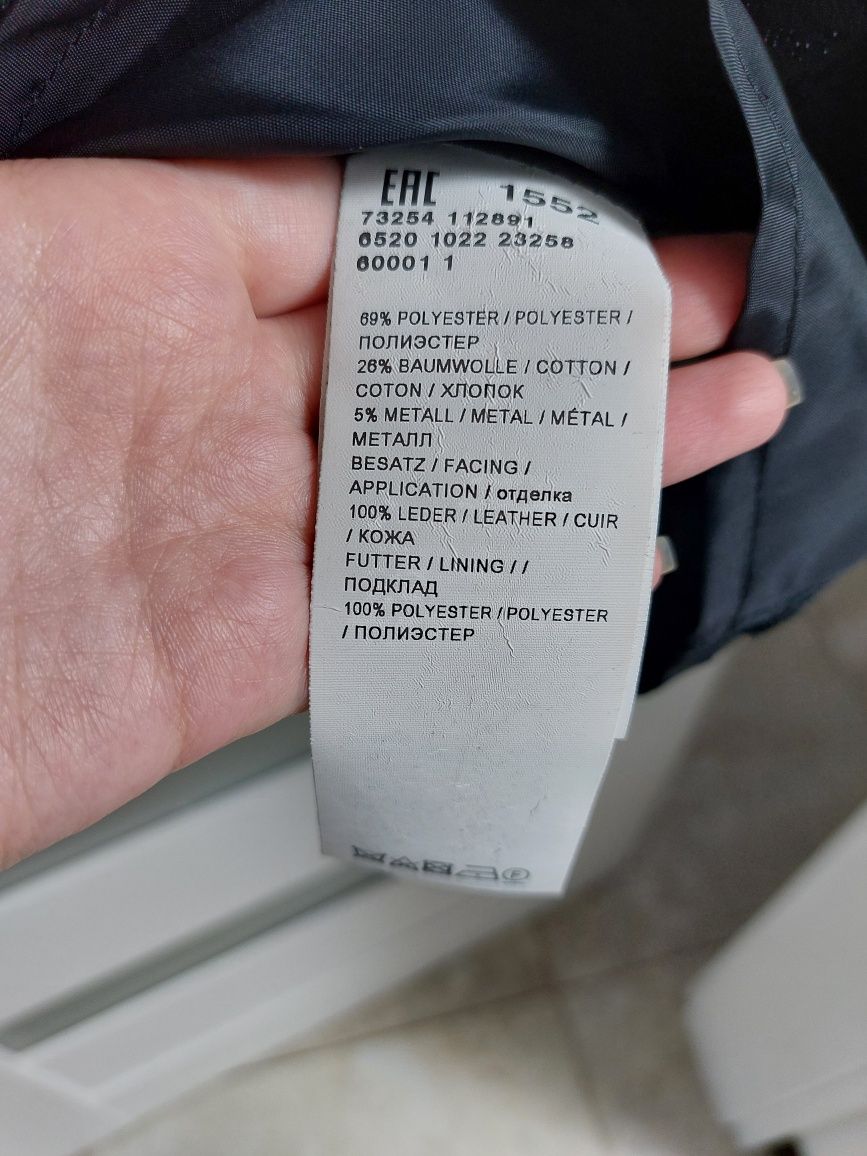 EAC 1552
73254 112891
6520 1022 23258
60001 1
69% POLYESTER / POLYESTER /
ПОЛИЭСТЕР
26% BAUMWOLLE / COTTON /
COTON / ХЛОПОК
5% METALL / METAL / MÉTAL /
МЕТАЛЛ
BESATZ / FACING /
APPLICATION / отделка
100% LEDER / LEATHER / CUIR
/ КОЖА
FUTTER / LINING / /
ПОДКЛАД
100% POLYESTER / POLYESTER
/ ПОЛИЭСТЕР
P